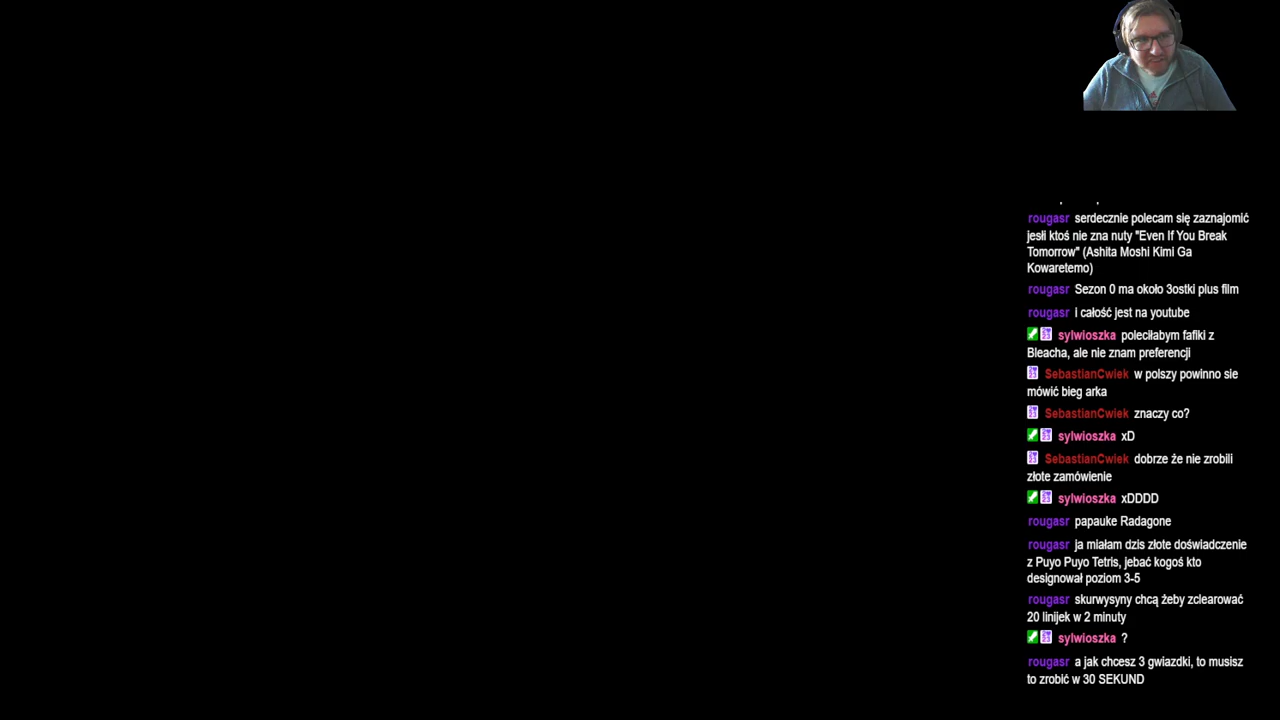 rougasr serdecznie polecam się zaznajomić
jeśli ktoś nie zna nuty "Even If You Break
Tomorrow" (Ashita Moshi Kimi Ga
Kowaretemo)
rougasr Sezon 0 ma około 3ostki plus film
rougasr i całość jest na youtube
sylwioszka poleciłabym fafiki z
Bleacha, ale nie znam preferencji
SebastianCwiek w polszy powinno sie
mówić bieg arka
SebastianCwiek znaczy co?
sylwioszka xD
SebastianCwiek dobrze że nie zrobili
złote zamówienie
sylwioszka xDDDD
rougasr papauke Radagone
rougasr ja miałam dzis złote doświadczenie
z Puyo Puyo Tetris, jebać kogoś kto
designował poziom 3-5
rougasr skurwysyny chcą żeby zclearować
20 linijek w 2 minuty
sylwioszka ?
rougasr a jak chcesz 3 gwiazdki, to musisz
to zrobić w 30 SEKUND